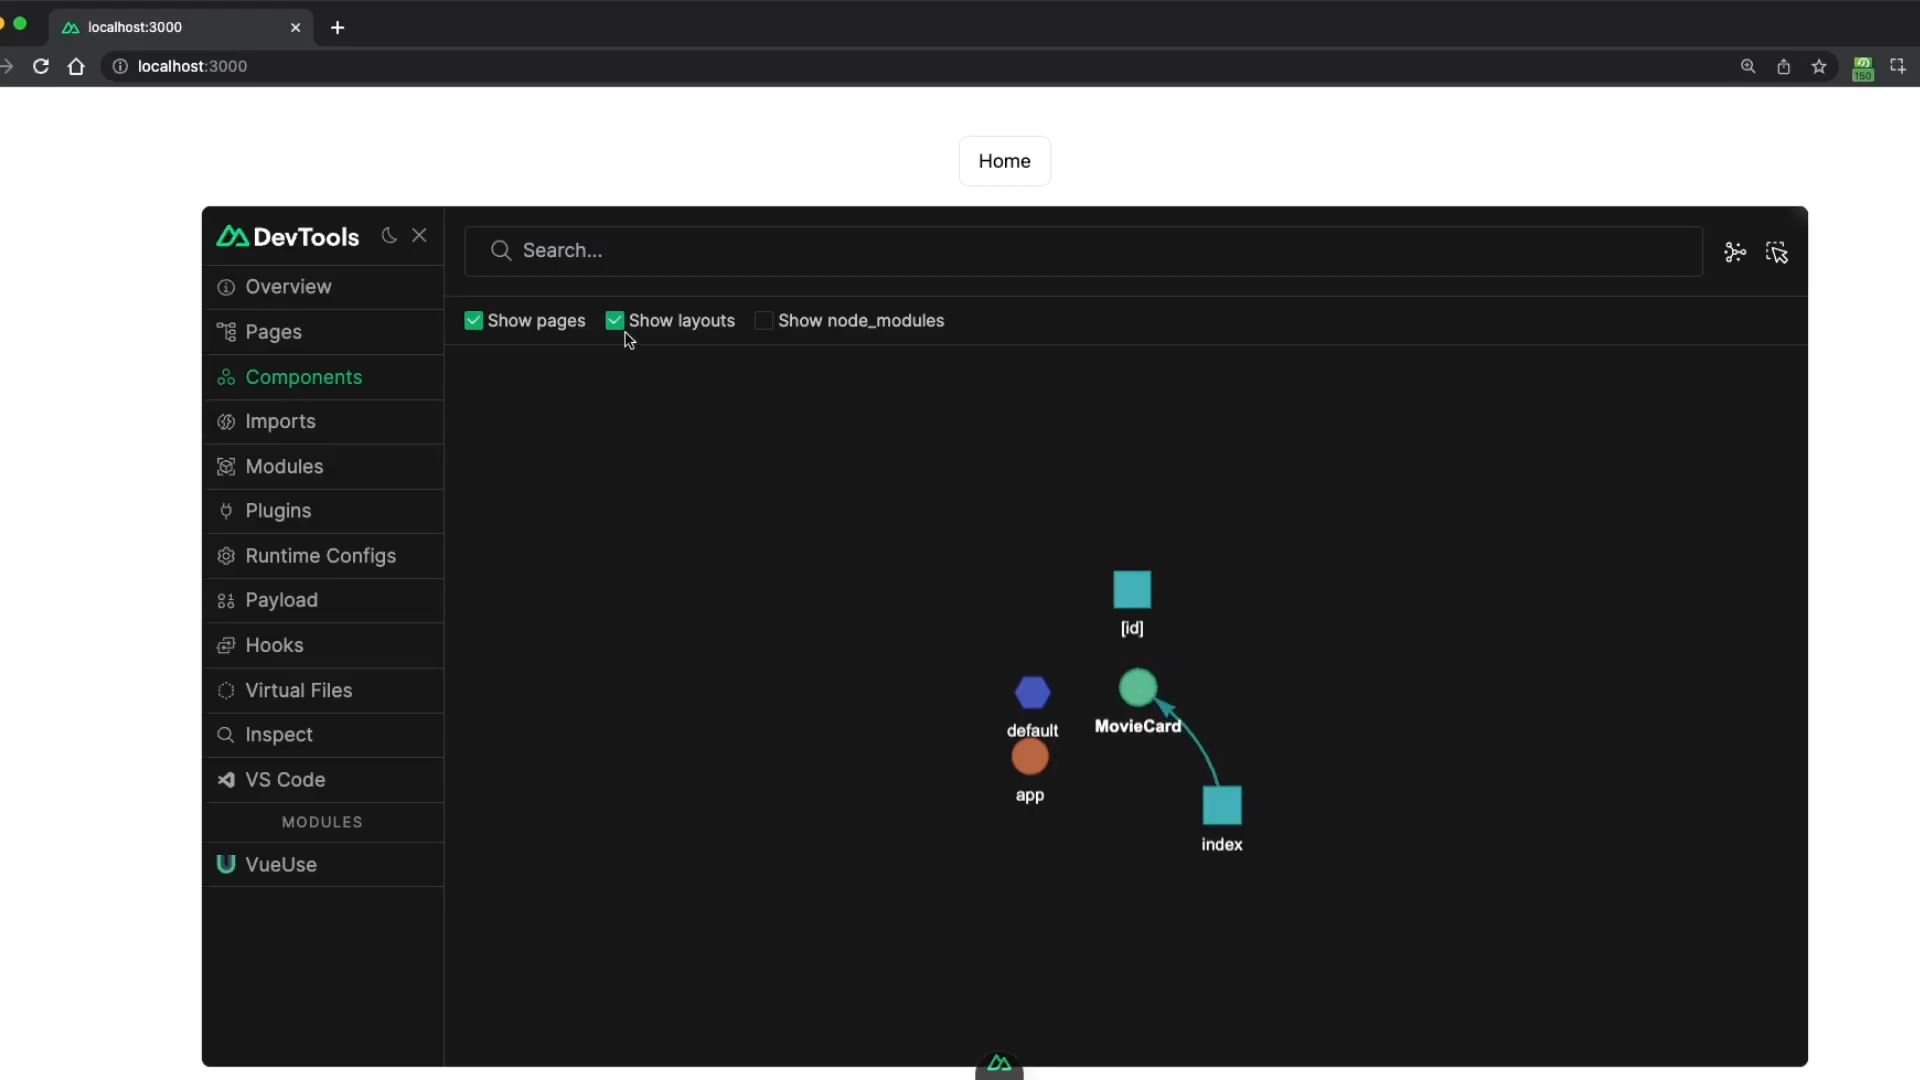 localhost:3000
localhost:3000
150
Home
DevTools
Search...
Overview
Show pages
Show layouts
Show node_modules
Pages
Components
Imports
Modules
Plugins
Runtime Configs
Payload
Hooks
Virtual Files
Inspect
VS Code
MODULES
VueUse
[id]
default
MovieCard
app
index